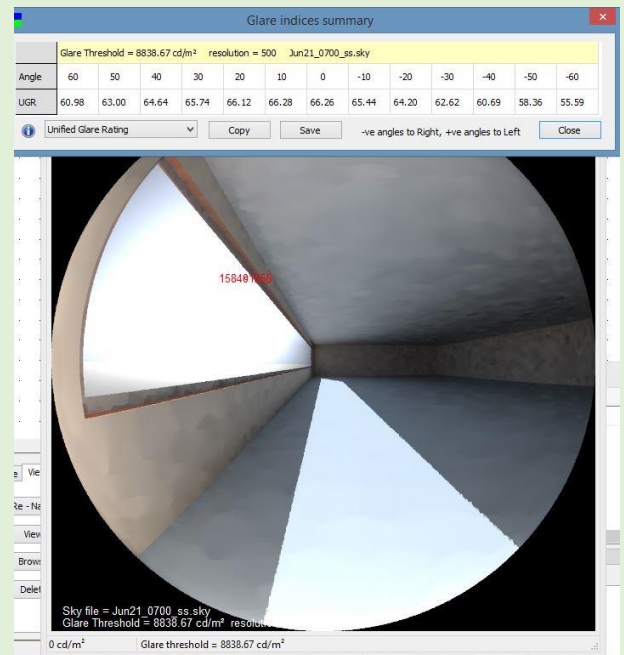 Glare indices summary
Glare Threshold = 8838.67 cd/m² resolution = 500 Jun21_0700_ss.sky
Angle 60 50 40 30 20 10 0 -10 -20 -30 -40 -50 -60
UGR 60.98 63.00 64.64 65.74 66.12 66.28 66.26 65.44 64.20 62.62 60.69 58.36 55.59
Unified Glare Rating Copy Save -ve angles to Right, +ve angles to Left Close
Vie
Re - Na
View
Brows
Delet
Sky file = Jun21_0700_ss.sky
Glare Threshold = 8838.67 cd/m² resolut
0 cd/m² Glare threshold = 8838.67 cd/m²